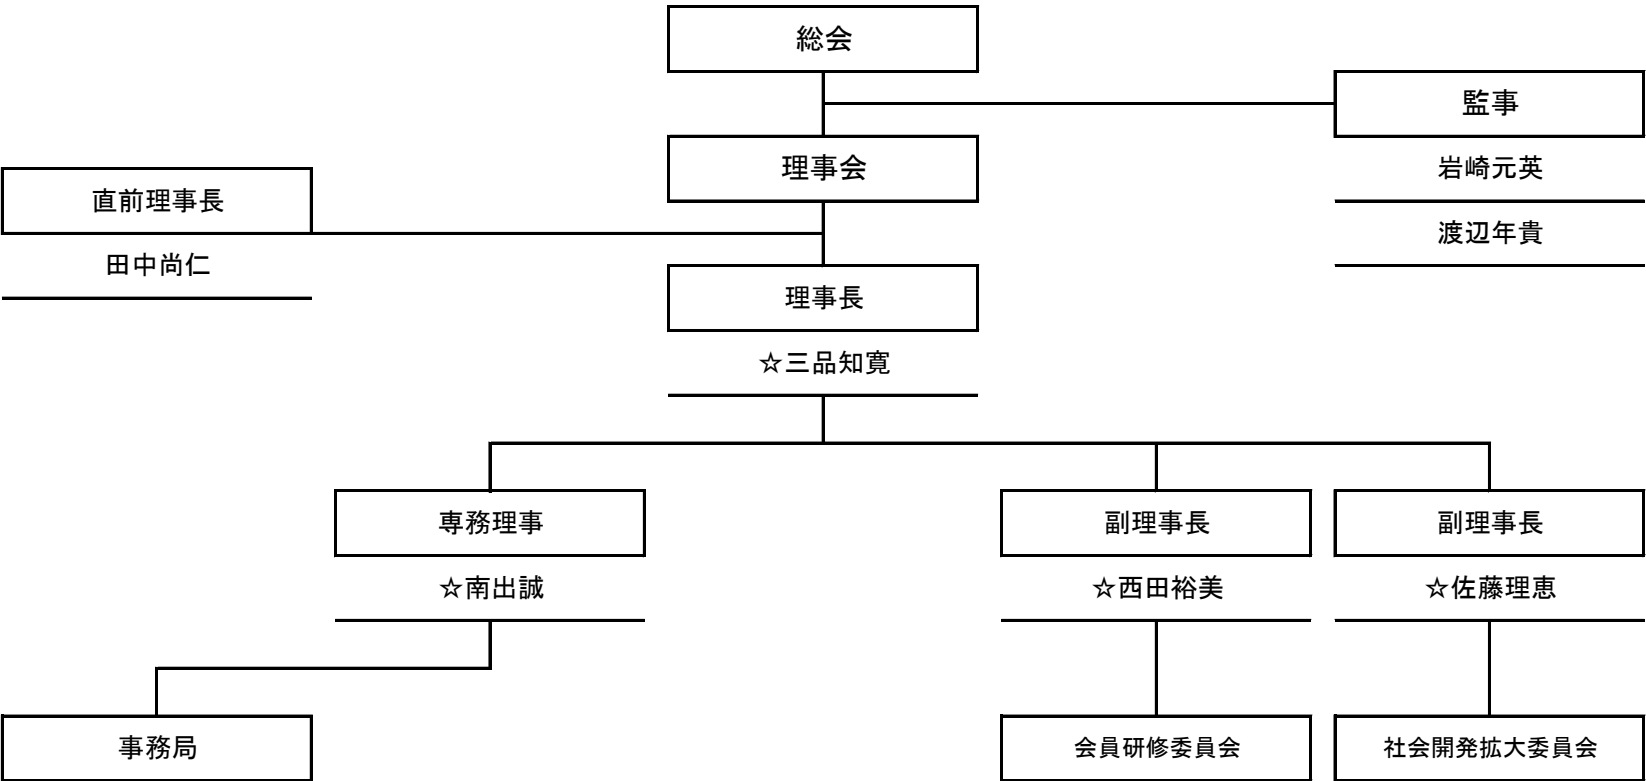 総会
監事
理事会
岩崎元英
直前理事長
渡辺年貴
田中尚仁
理事長
☆三品知寛
専務理事
副理事長
副理事長
☆南出誠
☆西田裕美
☆佐藤理恵
事務局
会員研修委員会
社会開発拡大委員会